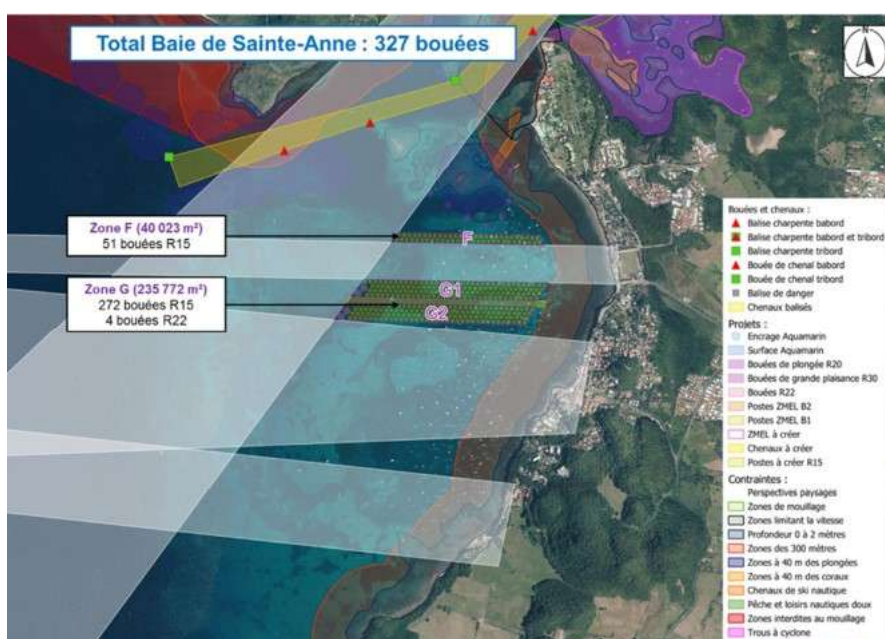 Total Baie de Sainte-Anne : 327 bouées
N
Zone F (40 023 m²)
51 bouées R15
F
Zone G (235 772 m²)
272 bouées R15
4 bouées R22
G1
G2
Bouées et chenaux :
Balise charpente babord
Balise charpente babord et tribord
Balise charpente tribord
Bouée de chenal babord
Bouée de chenal tribord
Balise de danger
Chenaux balisés
Projets :
Encrage Aquamarin
Surface Aquamarin
Bouées de plongée R20
Bouées de grande plaisance R30
Bouées R22
Postes ZMEL B2
Postes ZMEL B1
ZMEL à créer
Chenaux à créer
Postes à créer R15
Contraintes :
Perspectives paysages
Zones de mouillage
Zones limitant la vitesse
Profondeur 0 à 2 mètres
Zones des 300 mètres
Zones à 40 m des plongées
Zones à 40 m des coraux
Chenaux de ski nautique
Pêche et loisirs nautiques doux
Zones interdites au mouillage
Trous à cyclone